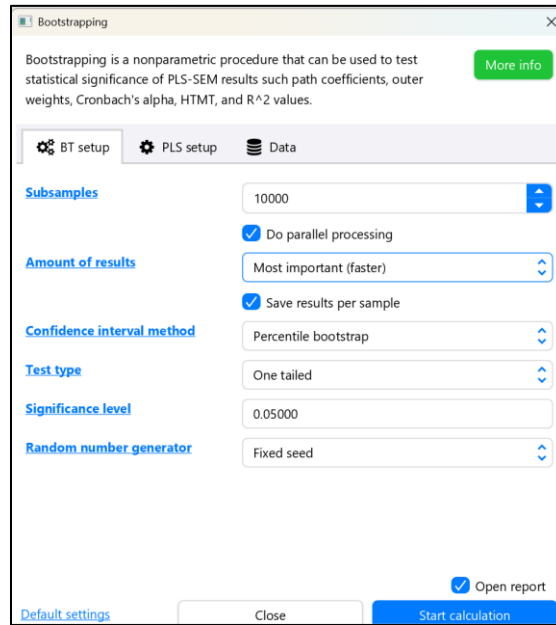 Bootstrapping
Bootstrapping is a nonparametric procedure that can be used to test
statistical significance of PLS-SEM results such path coefficients, outer
weights, Cronbach's alpha, HTMT, and R^2 values.
More info
BT setup
PLS setup
Data
Subsamples
10000
Do parallel processing
Amount of results
Most important (faster)
Save results per sample
Confidence interval method
Percentile bootstrap
Test type
One tailed
Significance level
0.05000
Random number generator
Fixed seed
Open report
Default settings
Close
Start calculation